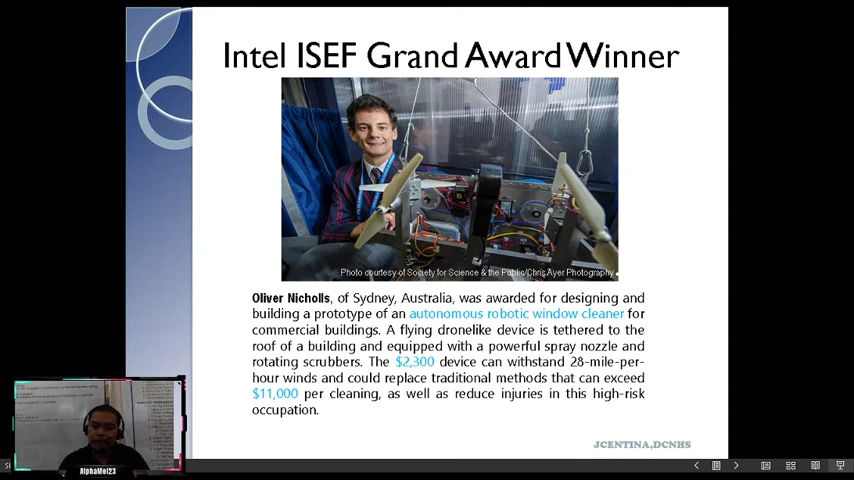 Intel ISEF Grand Award Winner
Photo courtesy of Society for Science & the Public/Chris Ayer Photography
Oliver Nicholls, of Sydney, Australia, was awarded for designing and
building a prototype of an autonomous robotic window cleaner for
commercial buildings. A flying dronelike device is tethered to the
roof of a building and equipped with a powerful spray nozzle and
rotating scrubbers. The $2,300 device can withstand 28-mile-per-
hour winds and could replace traditional methods that can exceed
$11,000 per cleaning, as well as reduce injuries in this high-risk
occupation.
JCENTINA,DCNHS
AlphaMel23